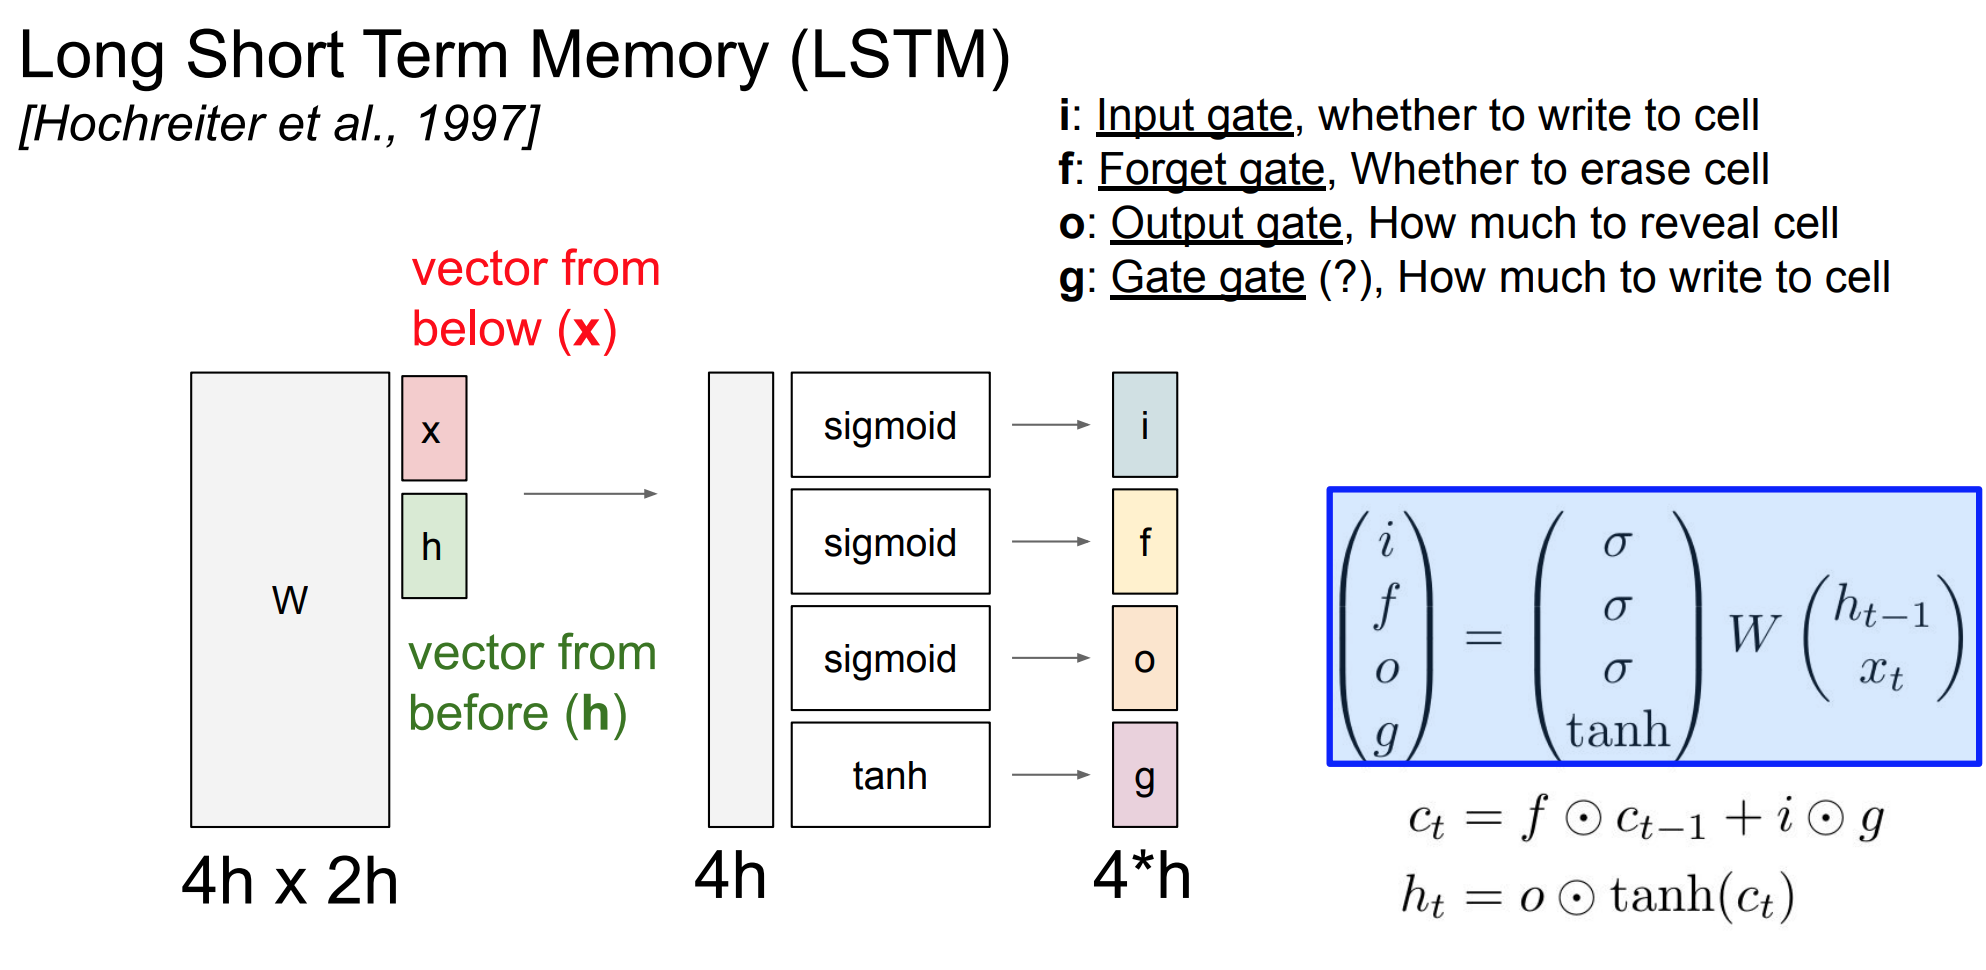 Long Short Term Memory (LSTM)
[Hochreiter et al., 1997]
i: Input gate, whether to write to cell
f: Forget gate, Whether to erase cell
o: Output gate, How much to reveal cell
g: Gate gate (?), How much to write to cell
vector from
below (x)
x
h
W
vector from
before (h)
4h x 2h
sigmoid
sigmoid
sigmoid
tanh
4h
i
f
o
g
4*h
i
f
o
g
=
σ
σ
σ
tanh
W
h_{t−1}
x_t
c_t = f ⊙ c_{t−1} + i ⊙ g
h_t = o ⊙ tanh(c_t)